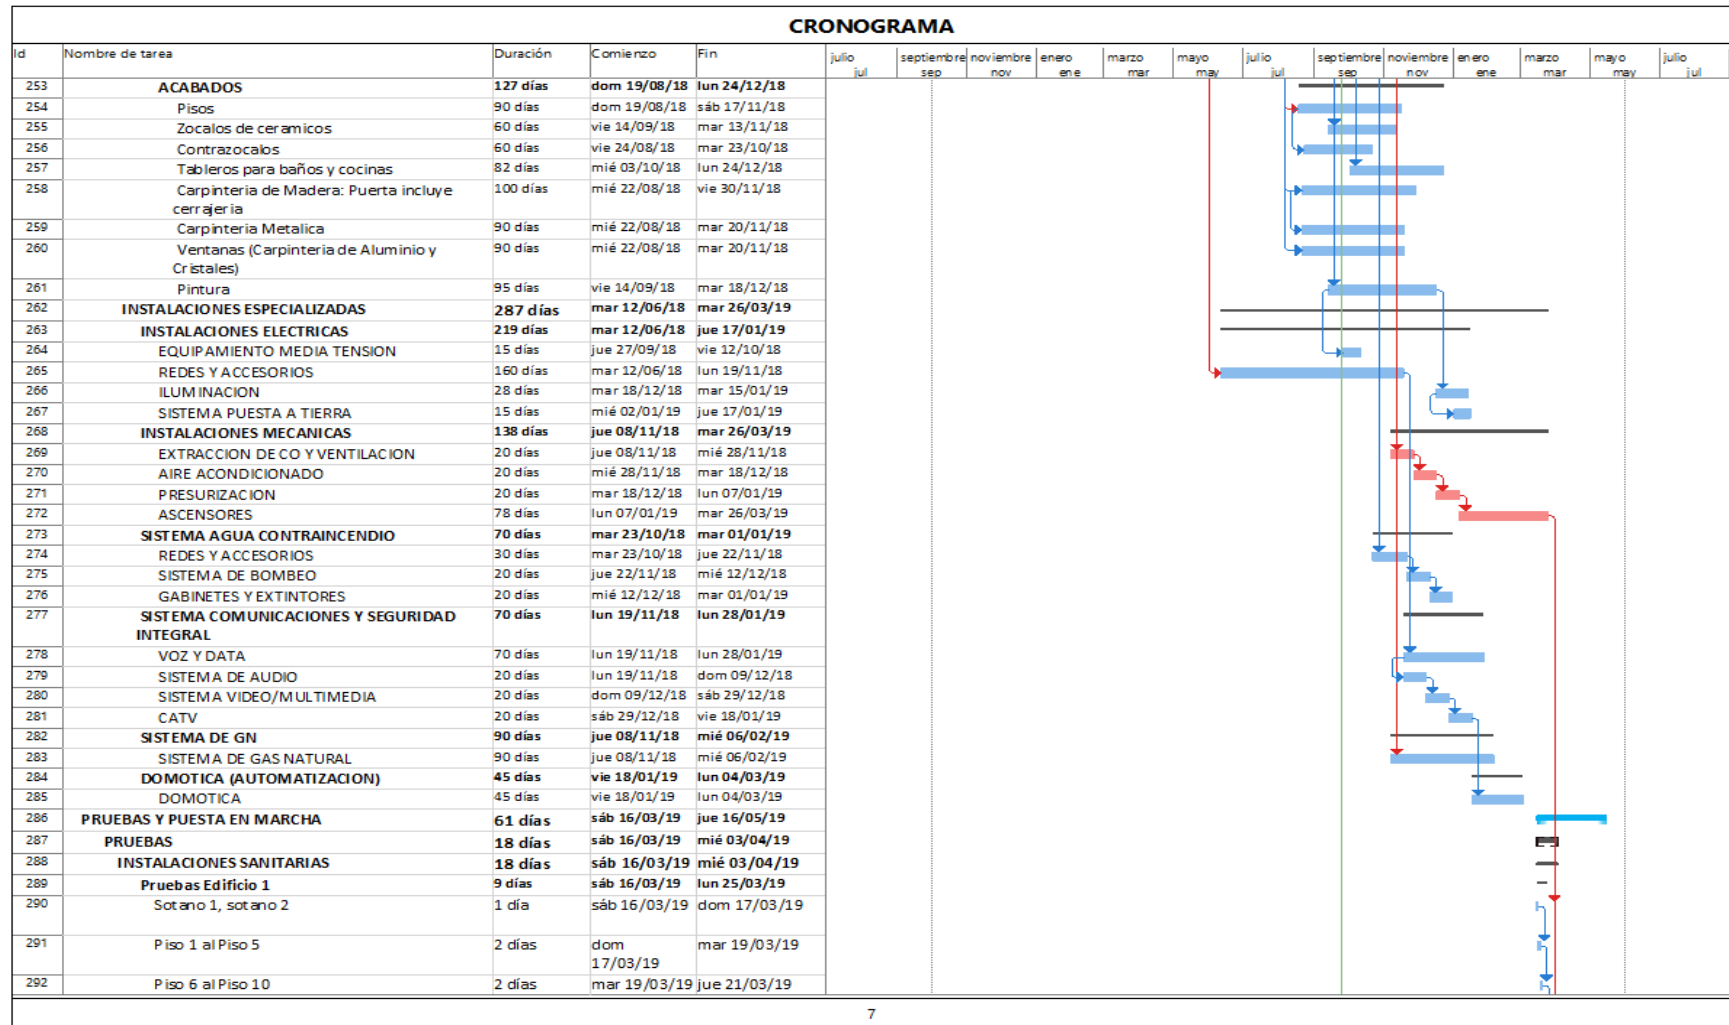 CRONOGRAMA
Id Nombre de tarea Duración Comienzo Fin
julio septiembre noviembre enero marzo mayo julio septiembre noviembre enero marzo mayo julio
jul sep nov ene mar may jul sep nov ene mar may jul
253 ACABADOS 127 días dom 19/08/18 lun 24/12/18
254 Pisos 90 días dom 19/08/18 sáb 17/11/18
255 Zocalos de ceramicos 60 días vie 14/09/18 mar 13/11/18
256 Contrazocalos 60 días vie 24/08/18 mar 23/10/18
257 Tableros para baños y cocinas 82 días mié 03/10/18 lun 24/12/18
258 Carpinteria de Madera: Puerta incluye 100 días mié 22/08/18 vie 30/11/18
cerrajeria
259 Carpinteria Metalica 90 días mié 22/08/18 mar 20/11/18
260 Ventanas (Carpinteria de Aluminio y 90 días mié 22/08/18 mar 20/11/18
Cristales)
261 Pintura 95 días vie 14/09/18 mar 18/12/18
262 INSTALACIONES ESPECIALIZADAS 287 días mar 12/06/18 mar 26/03/19
263 INSTALACIONES ELECTRICAS 219 días mar 12/06/18 jue 17/01/19
264 EQUIPAMIENTO MEDIA TENSION 15 días jue 27/09/18 vie 12/10/18
265 REDES Y ACCESORIOS 160 días mar 12/06/18 lun 19/11/18
266 ILUMINACION 28 días mar 18/12/18 mar 15/01/19
267 SISTEMA PUESTA A TIERRA 15 días mié 02/01/19 jue 17/01/19
268 INSTALACIONES MECANICAS 138 días jue 08/11/18 mar 26/03/19
269 EXTRACCION DE CO Y VENTILACION 20 días jue 08/11/18 mié 28/11/18
270 AIRE ACONDICIONADO 20 días mié 28/11/18 mar 18/12/18
271 PRESURIZACION 20 días mar 18/12/18 lun 07/01/19
272 ASCENSORES 78 días lun 07/01/19 mar 26/03/19
273 SISTEMA AGUA CONTRAINCENDIO 70 días mar 23/10/18 mar 01/01/19
274 REDES Y ACCESORIOS 30 días mar 23/10/18 jue 22/11/18
275 SISTEMA DE BOMBEO 20 días jue 22/11/18 mié 12/12/18
276 GABINETES Y EXTINTORES 20 días mié 12/12/18 mar 01/01/19
277 SISTEMA COMUNICACIONES Y SEGURIDAD 70 días lun 19/11/18 lun 28/01/19
INTEGRAL
278 VOZ Y DATA 70 días lun 19/11/18 lun 28/01/19
279 SISTEMA DE AUDIO 20 días lun 19/11/18 dom 09/12/18
280 SISTEMA VIDEO/MULTIMEDIA 20 días dom 09/12/18 sáb 29/12/18
281 CATV 20 días sáb 29/12/18 vie 18/01/19
282 SISTEMA DE GN 90 días jue 08/11/18 mié 06/02/19
283 SISTEMA DE GAS NATURAL 90 días jue 08/11/18 mié 06/02/19
284 DOMOTICA (AUTOMATIZACION) 45 días vie 18/01/19 lun 04/03/19
285 DOMOTICA 45 días vie 18/01/19 lun 04/03/19
286 PRUEBAS Y PUESTA EN MARCHA 61 días sáb 16/03/19 jue 16/05/19
287 PRUEBAS 18 días sáb 16/03/19 mié 03/04/19
288 INSTALACIONES SANITARIAS 18 días sáb 16/03/19 mié 03/04/19
289 Pruebas Edificio 1 9 días sáb 16/03/19 lun 25/03/19
290 Sotano 1, sotano 2 1 día sáb 16/03/19 dom 17/03/19
291 Piso 1 al Piso 5 2 días dom mar 19/03/19
17/03/19
292 Piso 6 al Piso 10 2 días mar 19/03/19 jue 21/03/19
7